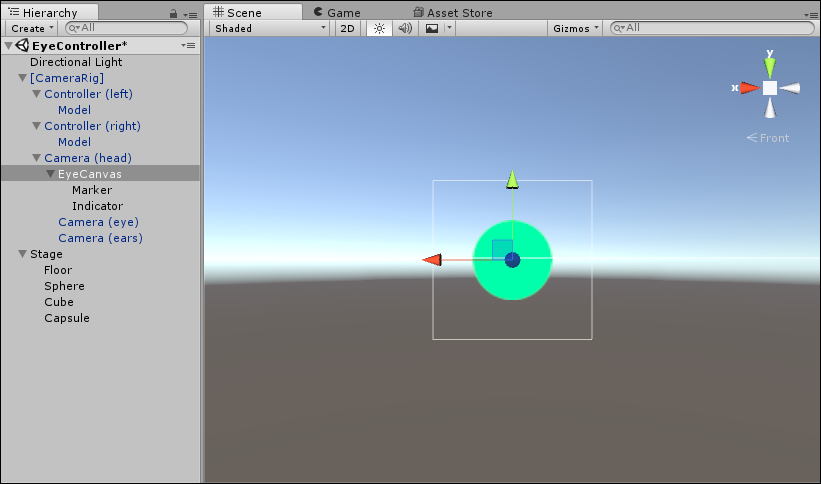 Hierarchy
Create
All
EyeController*
Directional Light
[CameraRig]
Controller (left)
Model
Controller (right)
Model
Camera (head)
EyeCanvas
Marker
Indicator
Camera (eye)
Camera (ears)
Stage
Floor
Sphere
Cube
Capsule
Scene
Game
Asset Store
Shaded
2D
Gizmos
All
y
x
Front